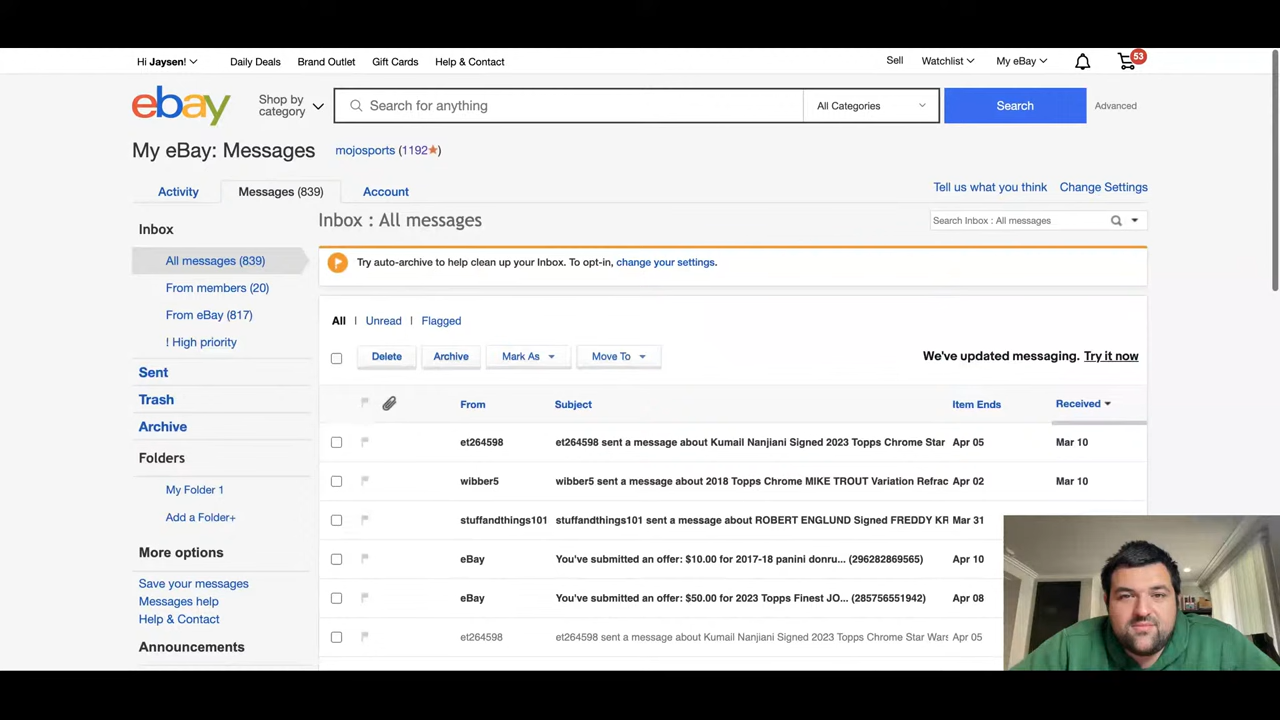 Hi Jaysen!
Daily Deals
Brand Outlet
Gift Cards
Help & Contact
Sell
Watchlist
My eBay
53
ebay
Shop by
category
Search for anything
All Categories
Search
Advanced
My eBay: Messages
mojosports (1192★)
Activity
Messages (839)
Account
Tell us what you think
Change Settings
Inbox
Inbox : All messages
Search Inbox : All messages
All messages (839)
From members (20)
From eBay (817)
! High priority
Sent
Trash
Archive
Folders
My Folder 1
Add a Folder+
More options
Save your messages
Messages help
Help & Contact
Announcements
Try auto-archive to help clean up your Inbox. To opt-in, change your settings.
All | Unread | Flagged
Delete
Archive
Mark As
Move To
We've updated messaging. Try it now
From
Subject
Item Ends
Received
et264598 et264598 sent a message about Kumail Nanjiani Signed 2023 Topps Chrome Star Apr 05 Mar 10
wibber5 wibber5 sent a message about 2018 Topps Chrome MIKE TROUT Variation Refrac Apr 02 Mar 10
stuffandthings101 stuffandthings101 sent a message about ROBERT ENGLUND Signed FREDDY KR Mar 31
eBay You've submitted an offer: $10.00 for 2017-18 panini donru... (296282869565) Apr 10
eBay You've submitted an offer: $50.00 for 2023 Topps Finest JO... (285756551942) Apr 08
et264598 et264598 sent a message about Kumail Nanjiani Signed 2023 Topps Chrome Star Wars Apr 05